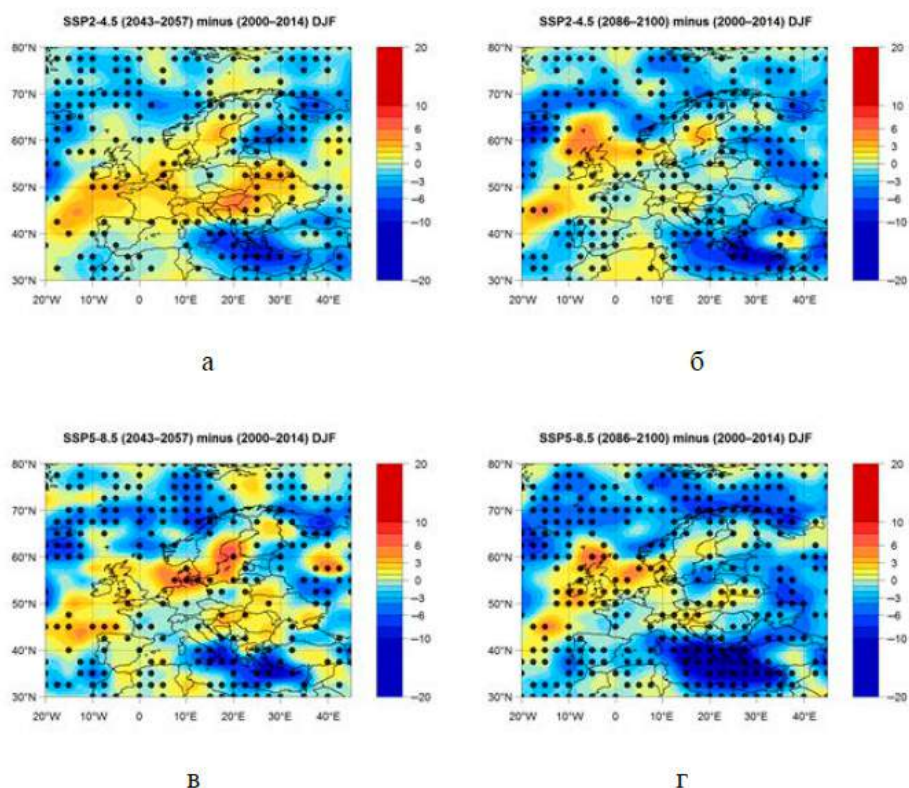 SSP2-4.5 (2043–2057) minus (2000–2014) DJF
80°N
70°N
60°N
50°N
40°N
30°N
20°W 10°W 0 10°E 20°E 30°E 40°E
20
10
6
3
0
−3
−6
−10
−20
а
SSP2-4.5 (2086–2100) minus (2000–2014) DJF
80°N
70°N
60°N
50°N
40°N
30°N
20°W 10°W 0 10°E 20°E 30°E 40°E
20
10
6
3
0
−3
−6
−10
−20
б
SSP5-8.5 (2043–2057) minus (2000–2014) DJF
80°N
70°N
60°N
50°N
40°N
30°N
20°W 10°W 0 10°E 20°E 30°E 40°E
20
10
6
3
0
−3
−6
−10
−20
в
SSP5-8.5 (2086–2100) minus (2000–2014) DJF
80°N
70°N
60°N
50°N
40°N
30°N
20°W 10°W 0 10°E 20°E 30°E 40°E
20
10
6
3
0
−3
−6
−10
−20
г